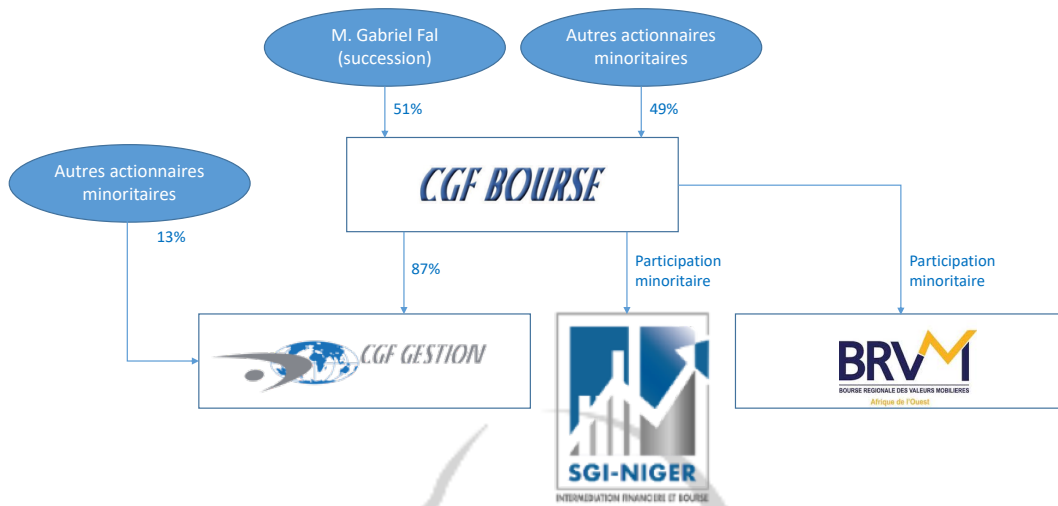 M. Gabriel Fal
(succession)
Autres actionnaires
minoritaires
51%
49%
Autres actionnaires
minoritaires
CGF BOURSE
13%
87%
Participation
minoritaire
Participation
minoritaire
CGF GESTION
BRVM
BOURSE REGIONALE DES VALEURS MOBILIERES
Afrique de l'Ouest
SGI-NIGER
INTERMEDIATION FINANCIERE ET BOURSE